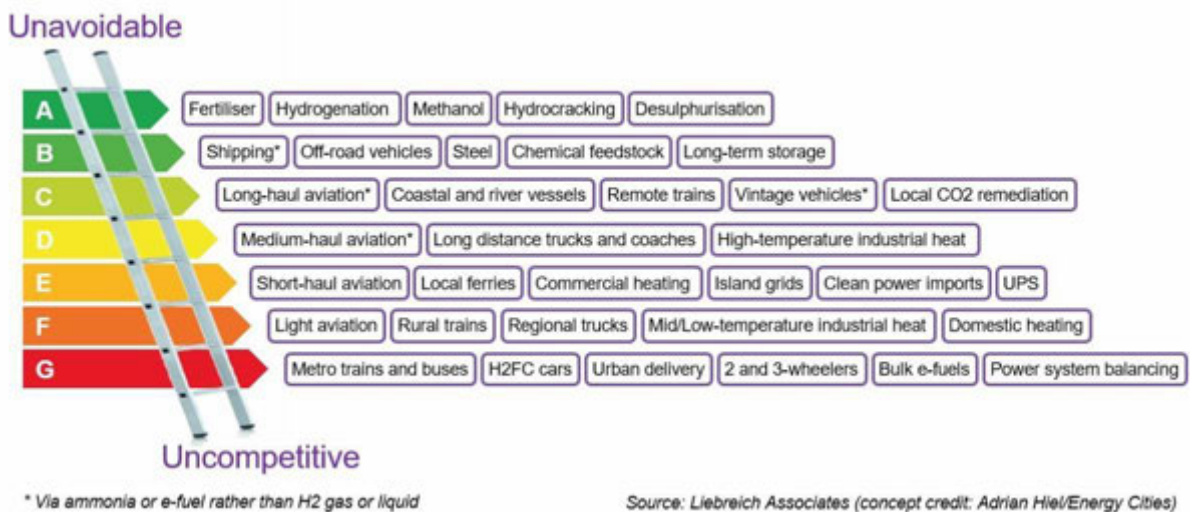 Unavoidable
A Fertiliser Hydrogenation Methanol Hydrocracking Desulphurisation
B Shipping* Off-road vehicles Steel Chemical feedstock Long-term storage
C Long-haul aviation* Coastal and river vessels Remote trains Vintage vehicles* Local CO2 remediation
D Medium-haul aviation* Long distance trucks and coaches High-temperature industrial heat
E Short-haul aviation Local ferries Commercial heating Island grids Clean power imports UPS
F Light aviation Rural trains Regional trucks Mid/Low-temperature industrial heat Domestic heating
G Metro trains and buses H2FC cars Urban delivery 2 and 3-wheelers Bulk e-fuels Power system balancing
Uncompetitive
* Via ammonia or e-fuel rather than H2 gas or liquid Source: Liebreich Associates (concept credit: Adrian Hiel/Energy Cities)